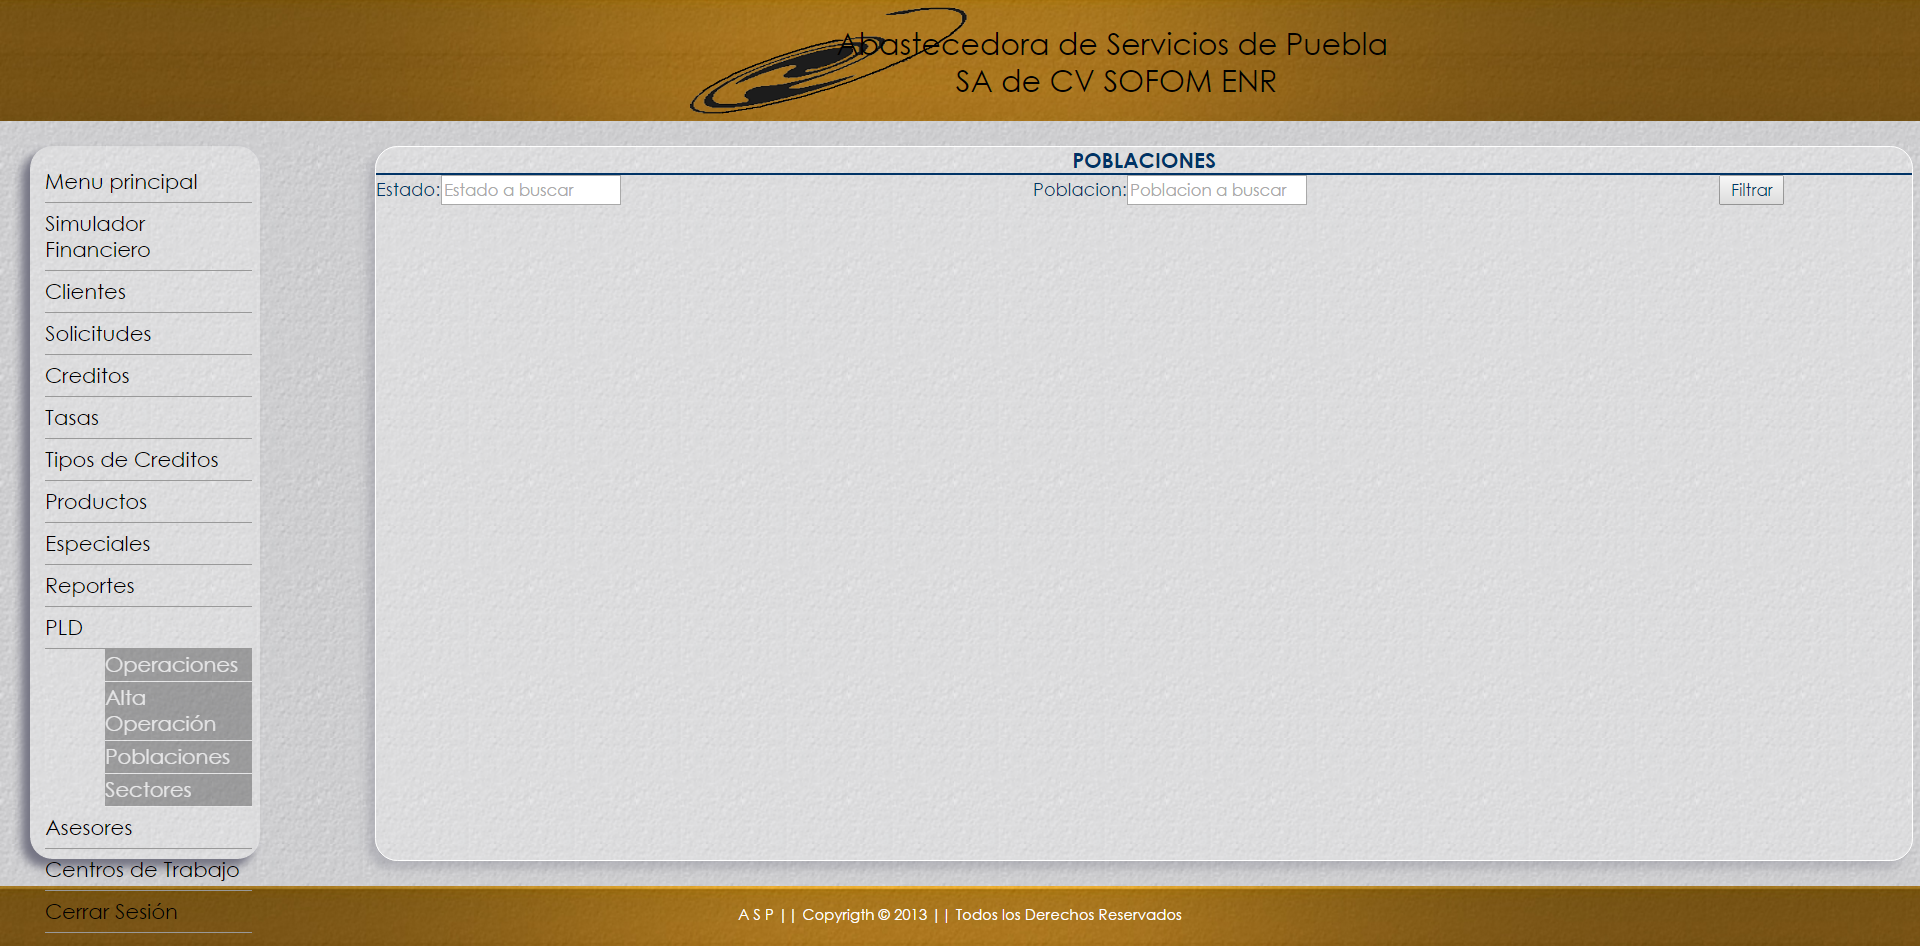 Abastecedora de Servicios de Puebla
SA de CV SOFOM ENR
Menu principal
Simulador
Financiero
Clientes
Solicitudes
Creditos
Tasas
Tipos de Creditos
Productos
Especiales
Reportes
PLD
Operaciones
Alta
Operación
Poblaciones
Sectores
Asesores
Centros de Trabajo
Cerrar Sesión
POBLACIONES
Estado: Estado a buscar Poblacion: Poblacion a buscar Filtrar
A S P || Copyrigth © 2013 || Todos los Derechos Reservados